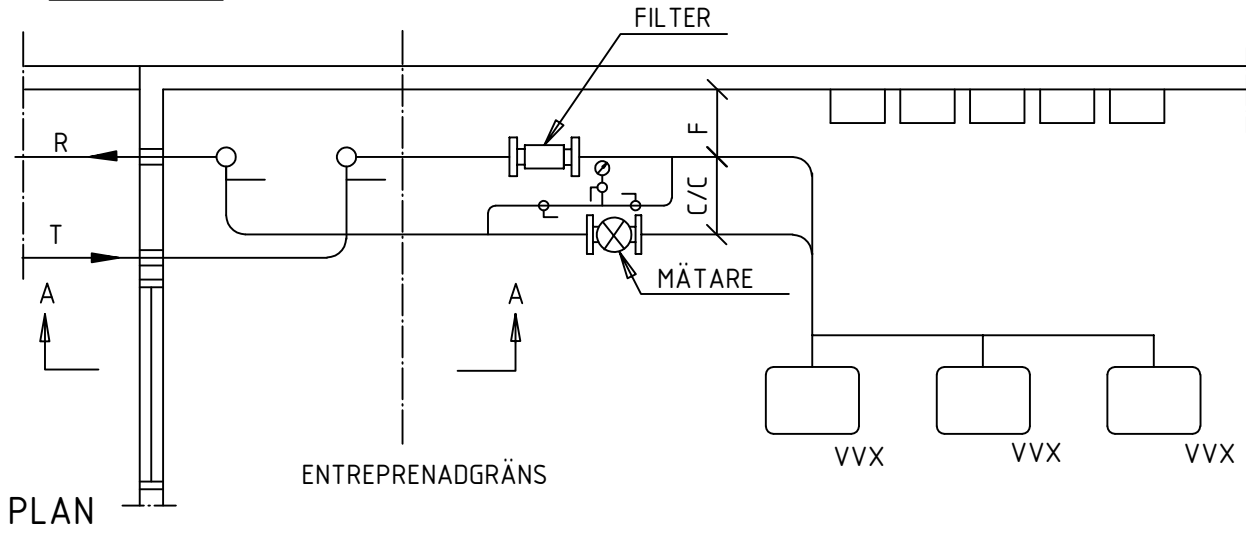 FILTER
R
F
C/C
T
MÄTARE
A
A
VVX
VVX
VVX
ENTREPRENADGRÄNS
PLAN